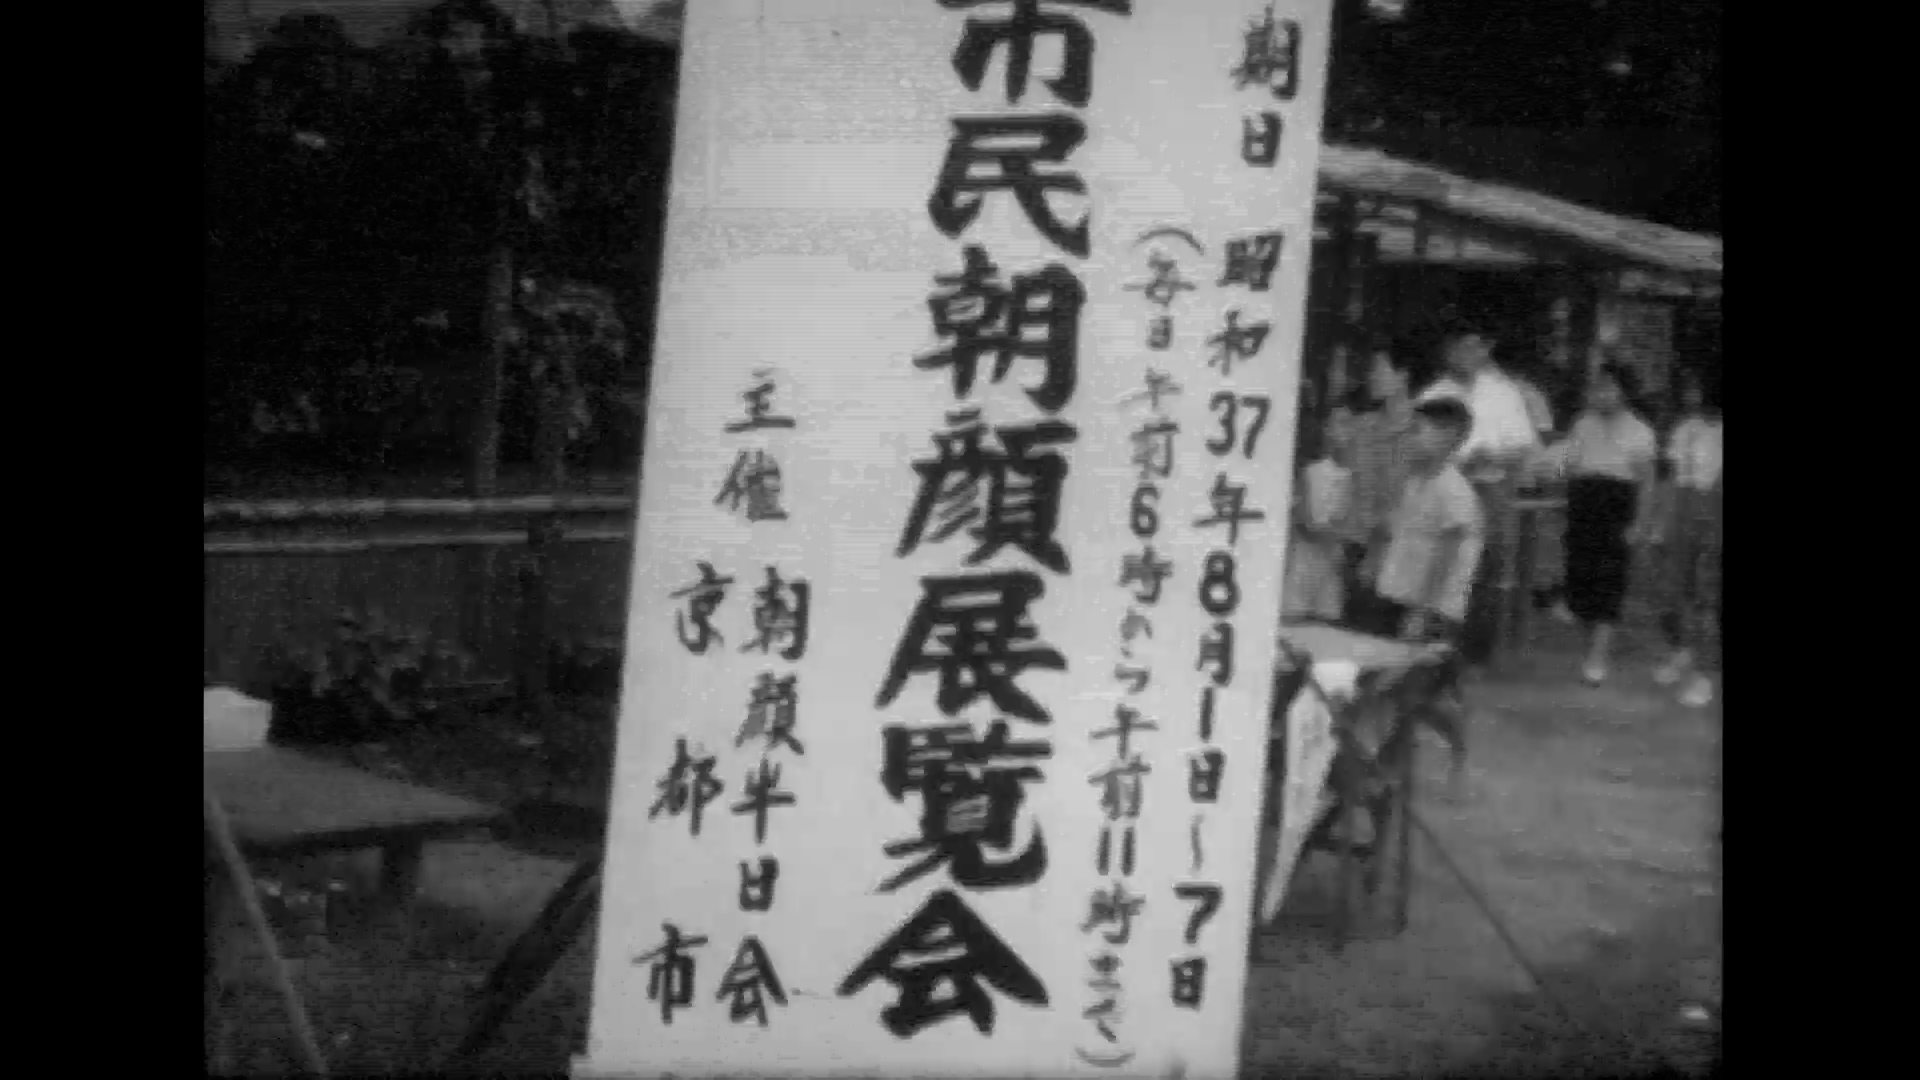 期日 昭和37年8月1日~7日
(毎日午前6時から午前11時まで)
市民朝顔展覧会
主催 朝顔半日会
京都市